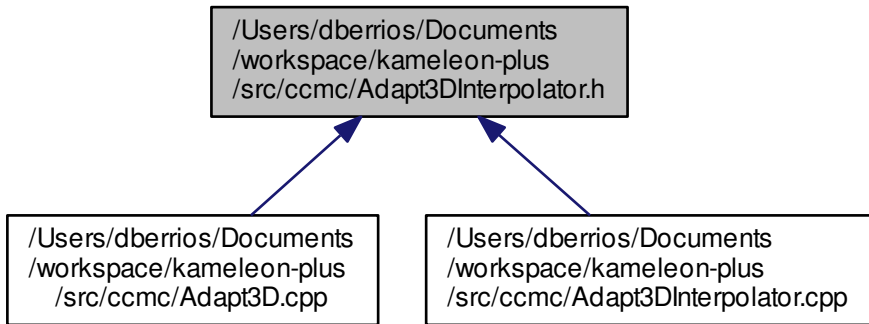 /Users/dberrios/Documents
/workspace/kameleon-plus
/src/ccmc/Adapt3DInterpolator.h
/Users/dberrios/Documents
/workspace/kameleon-plus
/src/ccmc/Adapt3D.cpp
/Users/dberrios/Documents
/workspace/kameleon-plus
/src/ccmc/Adapt3DInterpolator.cpp